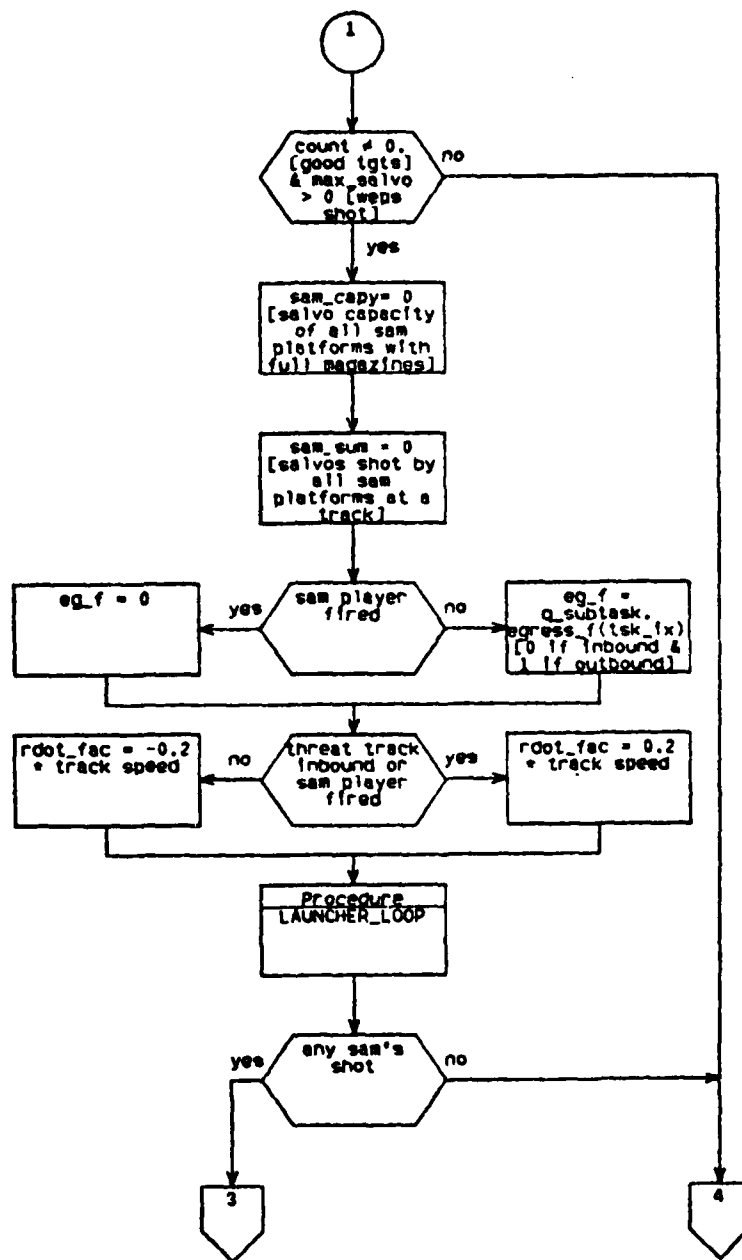 1
count ≠ 0.
[good tgts]
& max_salvo
> 0 [weps
shot]
no
yes
sam_capy= 0
[salvo capacity
of all sam
platforms with
full magazines]
sam_sum = 0
[salvos shot by
all sam
platforms at a
track]
eg_f = 0
yes
sam player
fired
no
eg_f =
q_subtask.
egress_f(tsk_ix)
[0 if inbound &
1 if outbound]
rdot_fac = -0.2
* track speed
no
threat track
inbound or
sam player
fired
yes
rdot_fac = 0.2
* track speed
Procedure
LAUNCHER_LOOP
yes
any sam's
shot
no
3
4